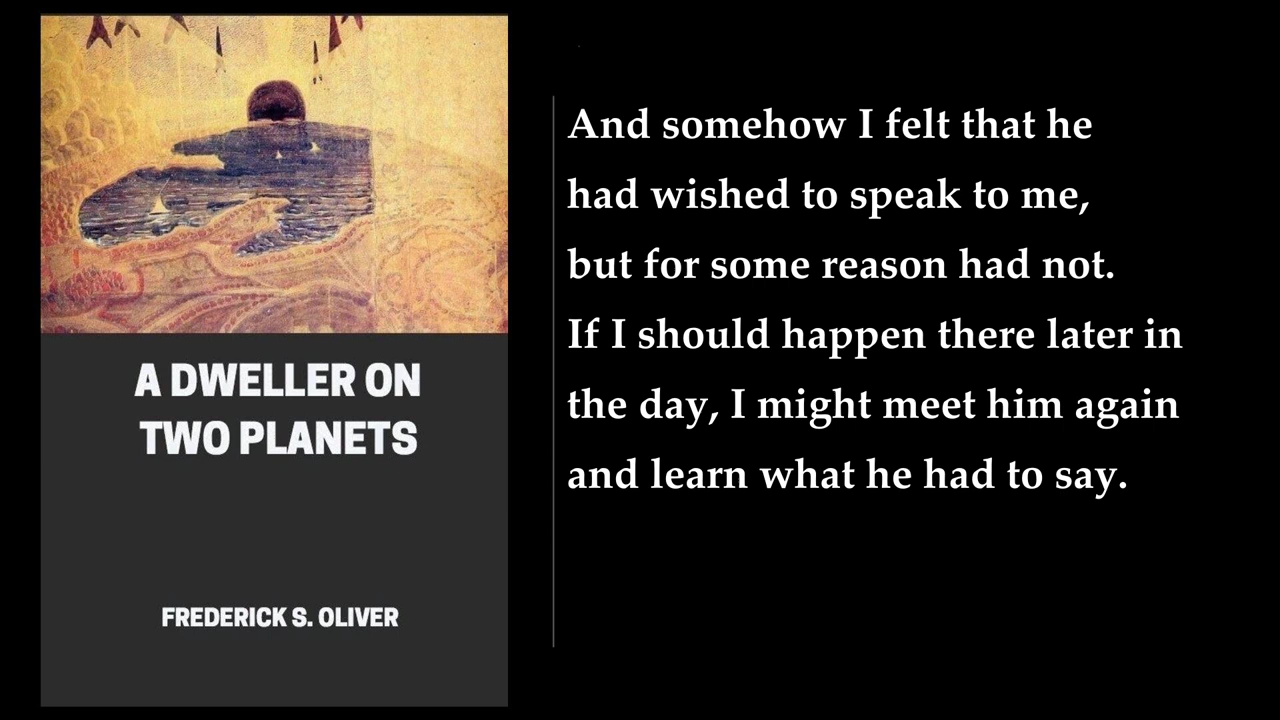 A DWELLER ON
TWO PLANETS
FREDERICK S. OLIVER
And somehow I felt that he
had wished to speak to me,
but for some reason had not.
If I should happen there later in
the day, I might meet him again
and learn what he had to say.